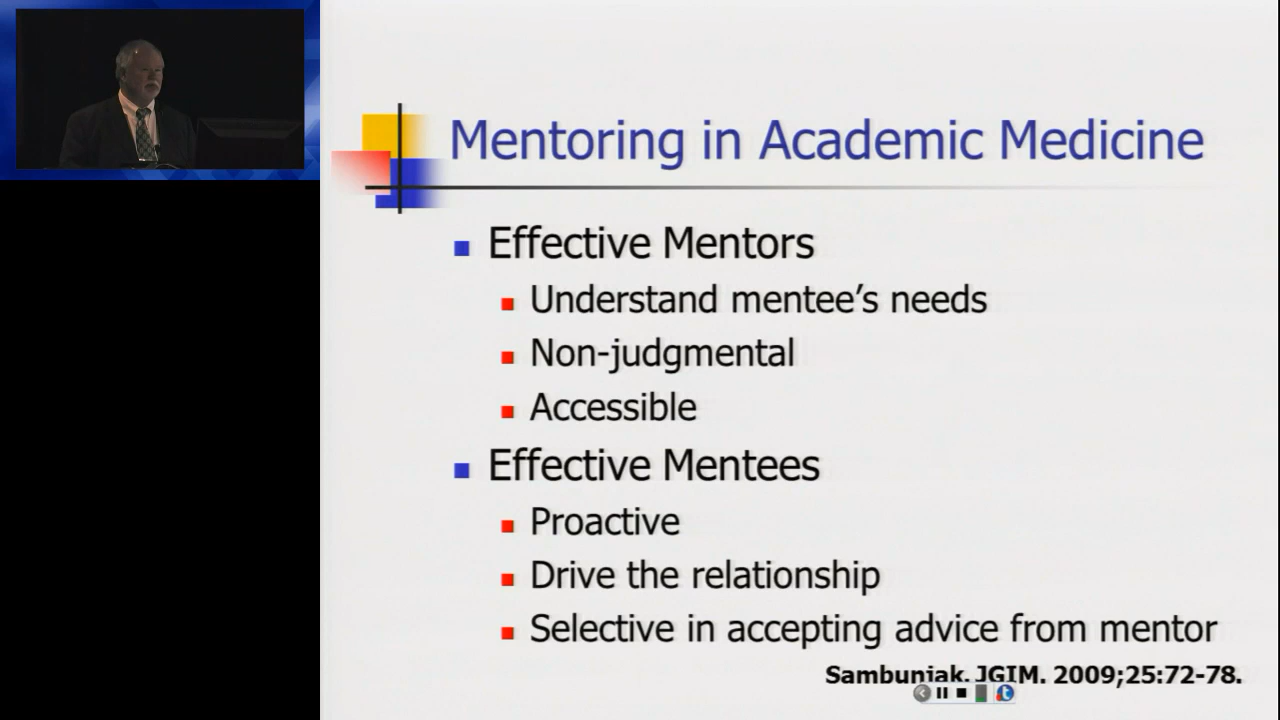 Mentoring in Academic Medicine
Effective Mentors
Understand mentee’s needs
Non-judgmental
Accessible
Effective Mentees
Proactive
Drive the relationship
Selective in accepting advice from mentor
Sambunjak. JGIM. 2009;25:72-78.